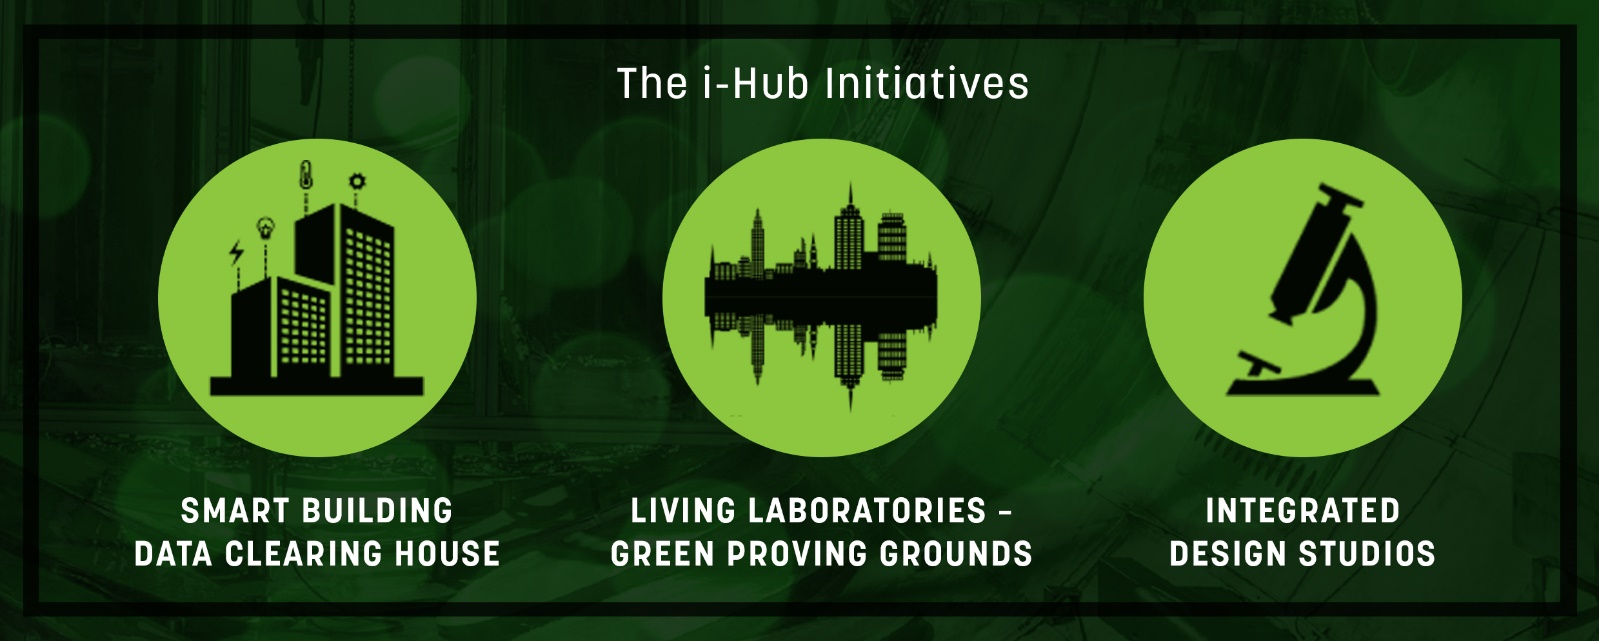 The i-Hub Initiatives
SMART BUILDING
DATA CLEARING HOUSE
LIVING LABORATORIES –
GREEN PROVING GROUNDS
INTEGRATED
DESIGN STUDIOS